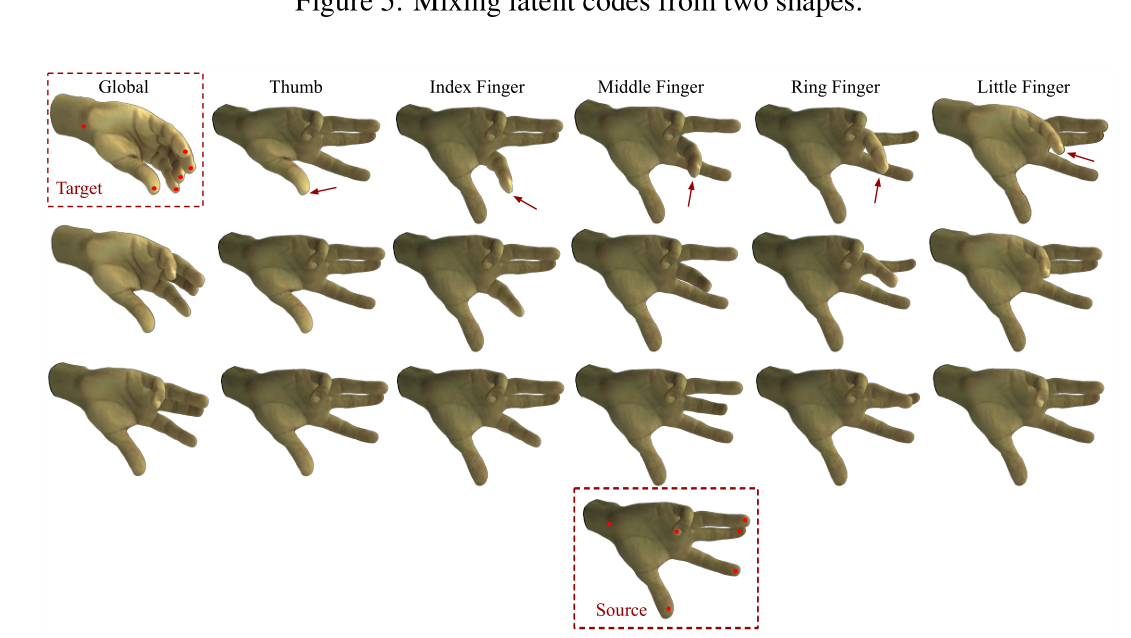 Figure 5. Mixing latent codes from two shapes.
Global
Thumb
Index Finger
Middle Finger
Ring Finger
Little Finger
Target
Source